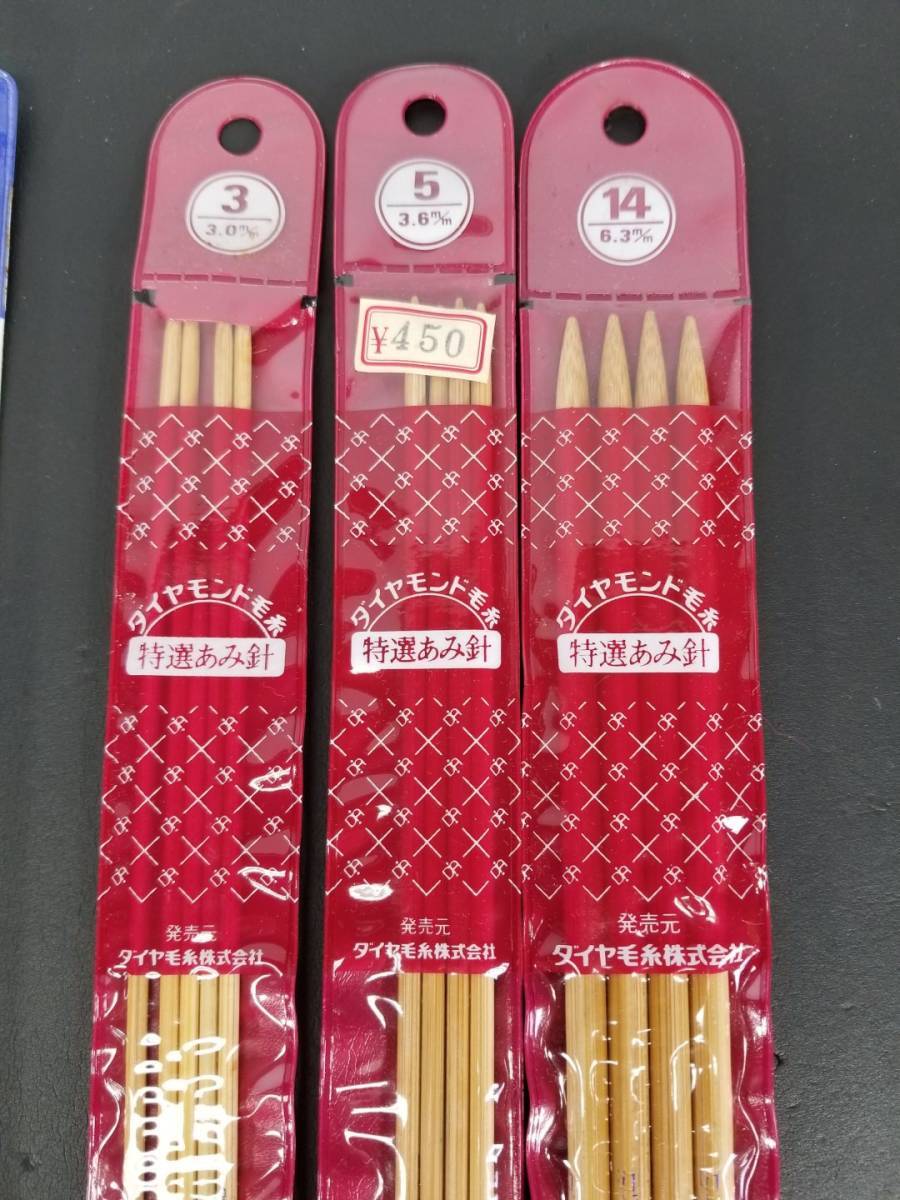 3
3.0 m/m
ダイヤモンド毛糸
特選あみ針
発売元
ダイヤ毛糸株式会社
5
3.6 m/m
¥450
ダイヤモンド毛糸
特選あみ針
発売元
ダイヤ毛糸株式会社
14
6.3 m/m
ダイヤモンド毛糸
特選あみ針
発売元
ダイヤ毛糸株式会社